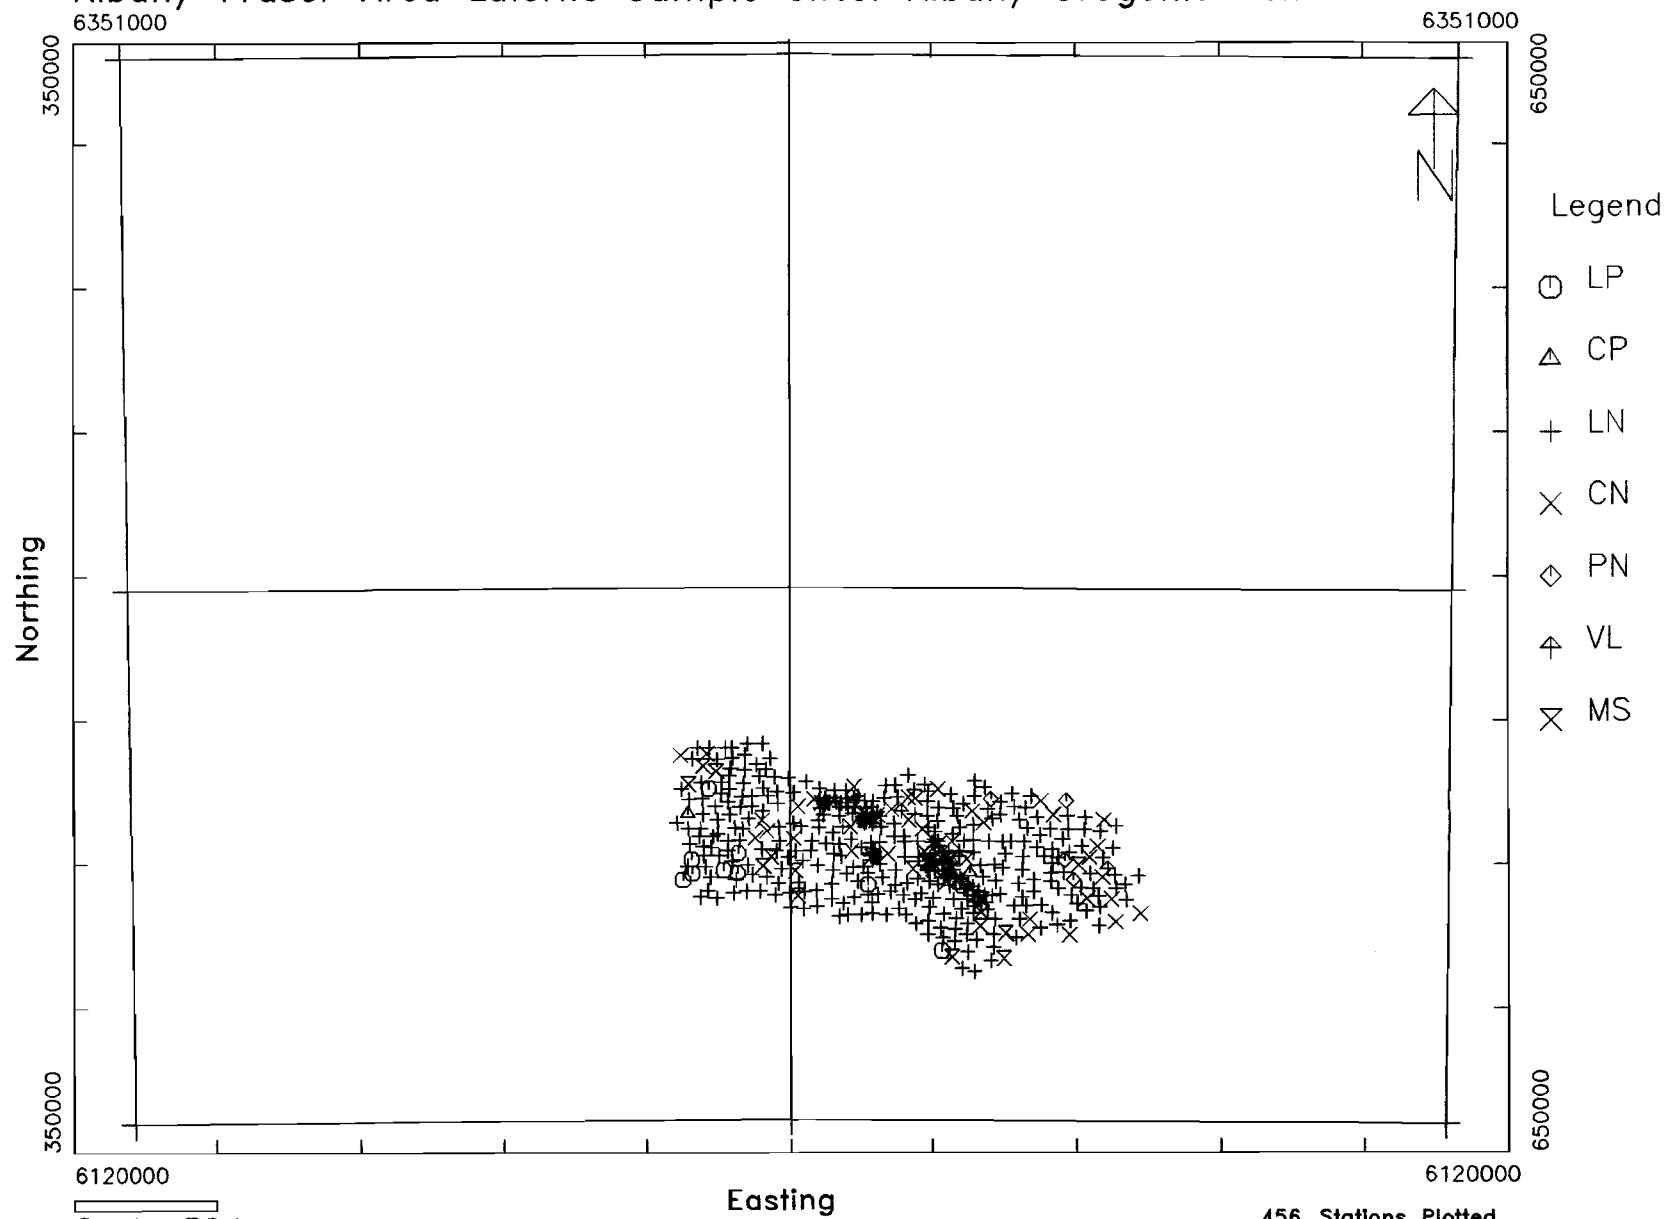 6351000 6351000
350000 650000
N
Legend
LP
CP
LN
CN
PN
VL
MS
Northing
350000 650000
6120000 6120000
Easting
456 Stations Plotted